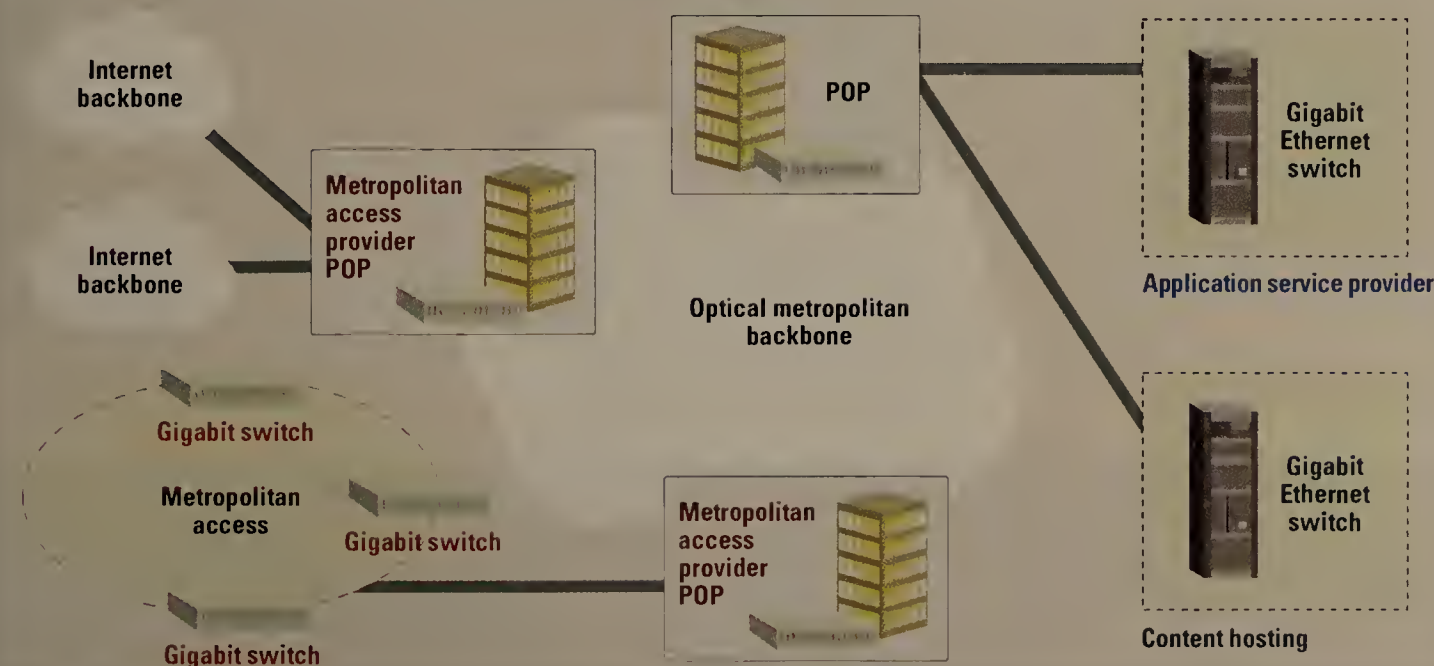 Internet
backbone
Internet
backbone
Metropolitan
access
provider
POP
POP
Gigabit
Ethernet
switch
Application service provider
Optical metropolitan
backbone
Gigabit switch
Metropolitan
access
Gigabit switch
Gigabit switch
Metropolitan
access
provider
POP
Gigabit
Ethernet
switch
Content hosting